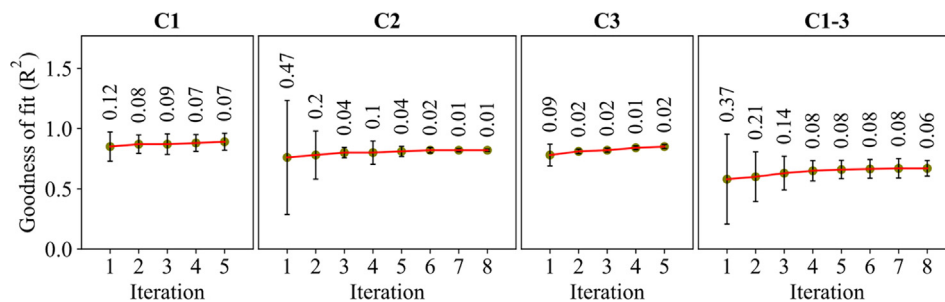 C1 C2 C3 C1-3
Goodness of fit (R²)
1.5
1.0
0.5
0.0
0.12 0.08 0.09 0.07 0.07
0.47 0.2 0.04 0.1 0.04 0.02 0.01 0.01
0.09 0.02 0.02 0.01 0.02
0.37 0.21 0.14 0.08 0.08 0.08 0.08 0.06
1 2 3 4 5 1 2 3 4 5 6 7 8 1 2 3 4 5 1 2 3 4 5 6 7 8
Iteration Iteration Iteration Iteration